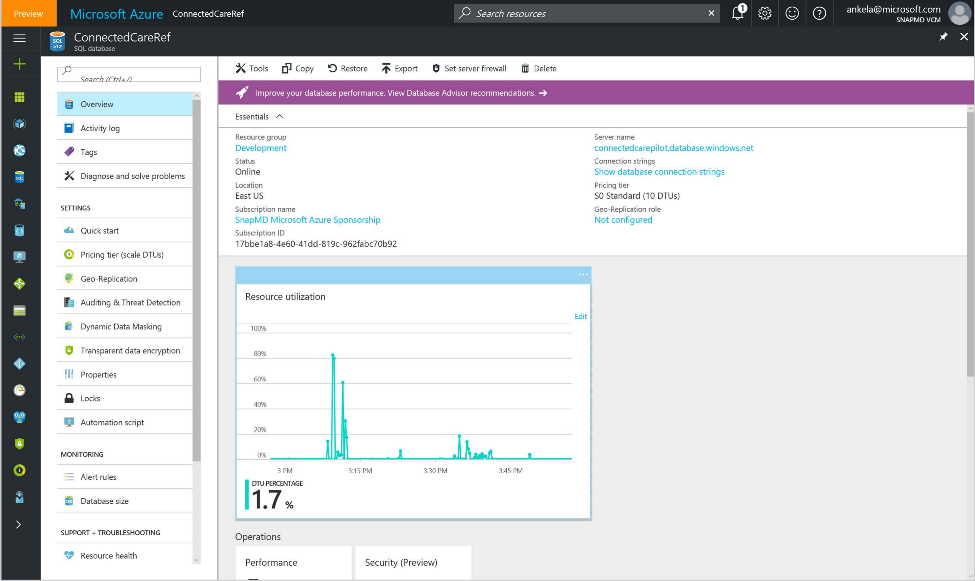 Preview
Microsoft Azure ConnectedCareRef
Search resources
1
ankela@microsoft.com
SNAPMD VCM
SQL
V12
ConnectedCareRef
SQL database
Search (Ctrl+/)
Overview
Activity log
Tags
Diagnose and solve problems
SETTINGS
Quick start
Pricing tier (scale DTUs)
Geo-Replication
Auditing & Threat Detection
Dynamic Data Masking
Transparent data encryption
Properties
Locks
Automation script
MONITORING
Alert rules
Database size
SUPPORT + TROUBLESHOOTING
Resource health
Tools Copy Restore Export Set server firewall Delete
Improve your database performance. View Database Advisor recommendations. →
Essentials
Resource group
Development
Status
Online
Location
East US
Subscription name
SnapMD Microsoft Azure Sponsorship
Subscription ID
17bbe1a8-4e60-41dd-819c-962fabc70b92
Server name
connectedcarepilot.database.windows.net
Connection strings
Show database connection strings
Pricing tier
S0 Standard (10 DTUs)
Geo-Replication role
Not configured
Resource utilization
Edit
100%
80%
60%
40%
20%
0%
3 PM 3:15 PM 3:30 PM 3:45 PM
DTU PERCENTAGE
1.7 %
Operations
Performance
Security (Preview)